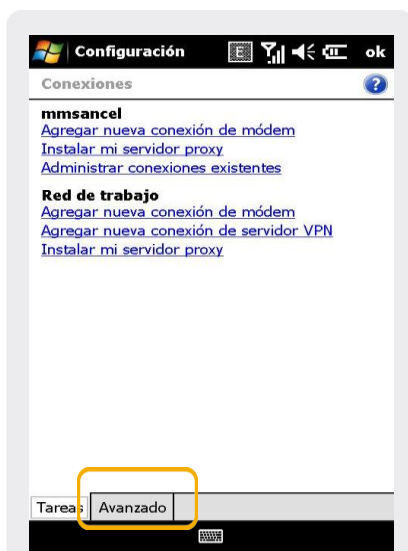 Configuración
E
ok
Conexiones
?
mmsancel
Agregar nueva conexión de módem
Instalar mi servidor proxy
Administrar conexiones existentes
Red de trabajo
Agregar nueva conexión de módem
Agregar nueva conexión de servidor VPN
Instalar mi servidor proxy
Tareas Avanzado